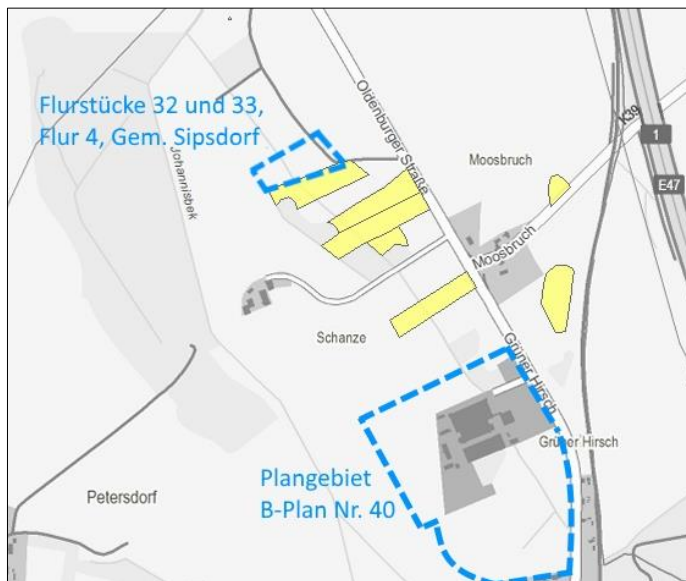 Flurstücke 32 und 33,
Flur 4, Gem. Sipsdorf
Oldenburger Straße
K39
1
E47
Moosbruch
Johannisbek
Moosbruch
Schanze
Grüner Hirsch
Grüner Hirsch
Plangebiet
B-Plan Nr. 40
Petersdorf